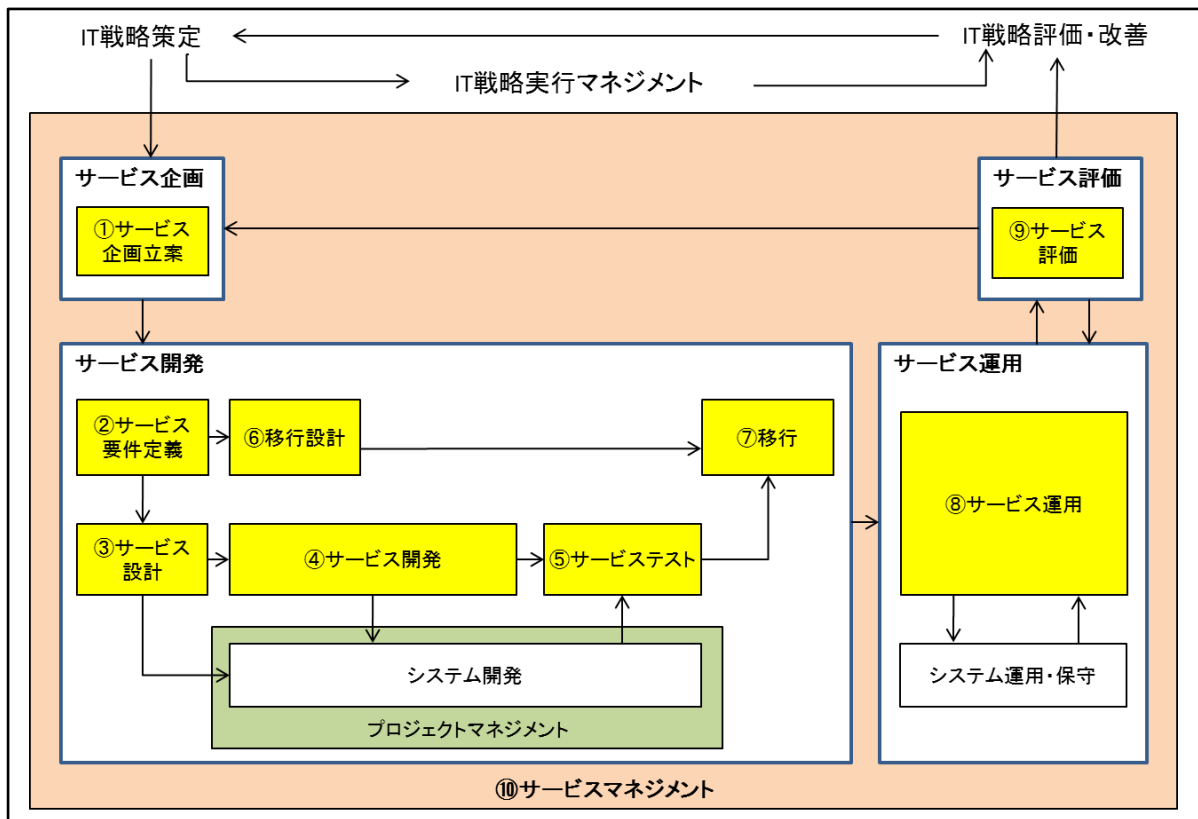 IT戦略策定
IT戦略評価・改善
IT戦略実行マネジメント
サービス企画
サービス評価
①サービス
企画立案
⑨サービス
評価
サービス開発
サービス運用
②サービス
要件定義
⑥移行設計
⑦移行
⑧サービス運用
③サービス
設計
④サービス開発
⑤サービステスト
システム開発
システム運用・保守
プロジェクトマネジメント
⑩サービスマネジメント